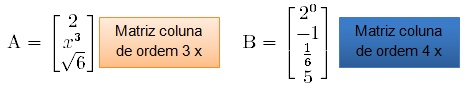 A = [2 x³ √6] Matriz coluna de ordem 3 x
B = [2⁰ −1 1/6 5] Matriz coluna de ordem 4 x